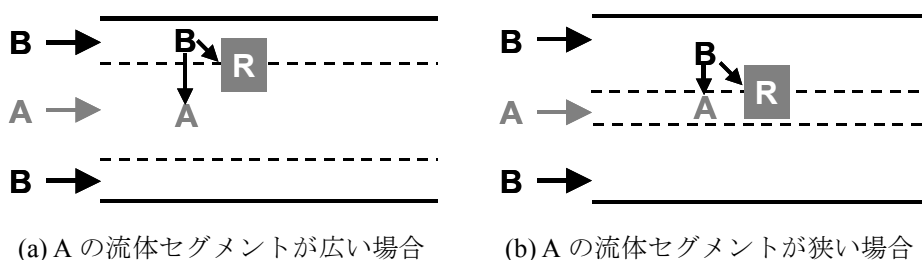 B B R
A A
B
(a) A の流体セグメントが広い場合
B B
A A R
B
(b) A の流体セグメントが狭い場合